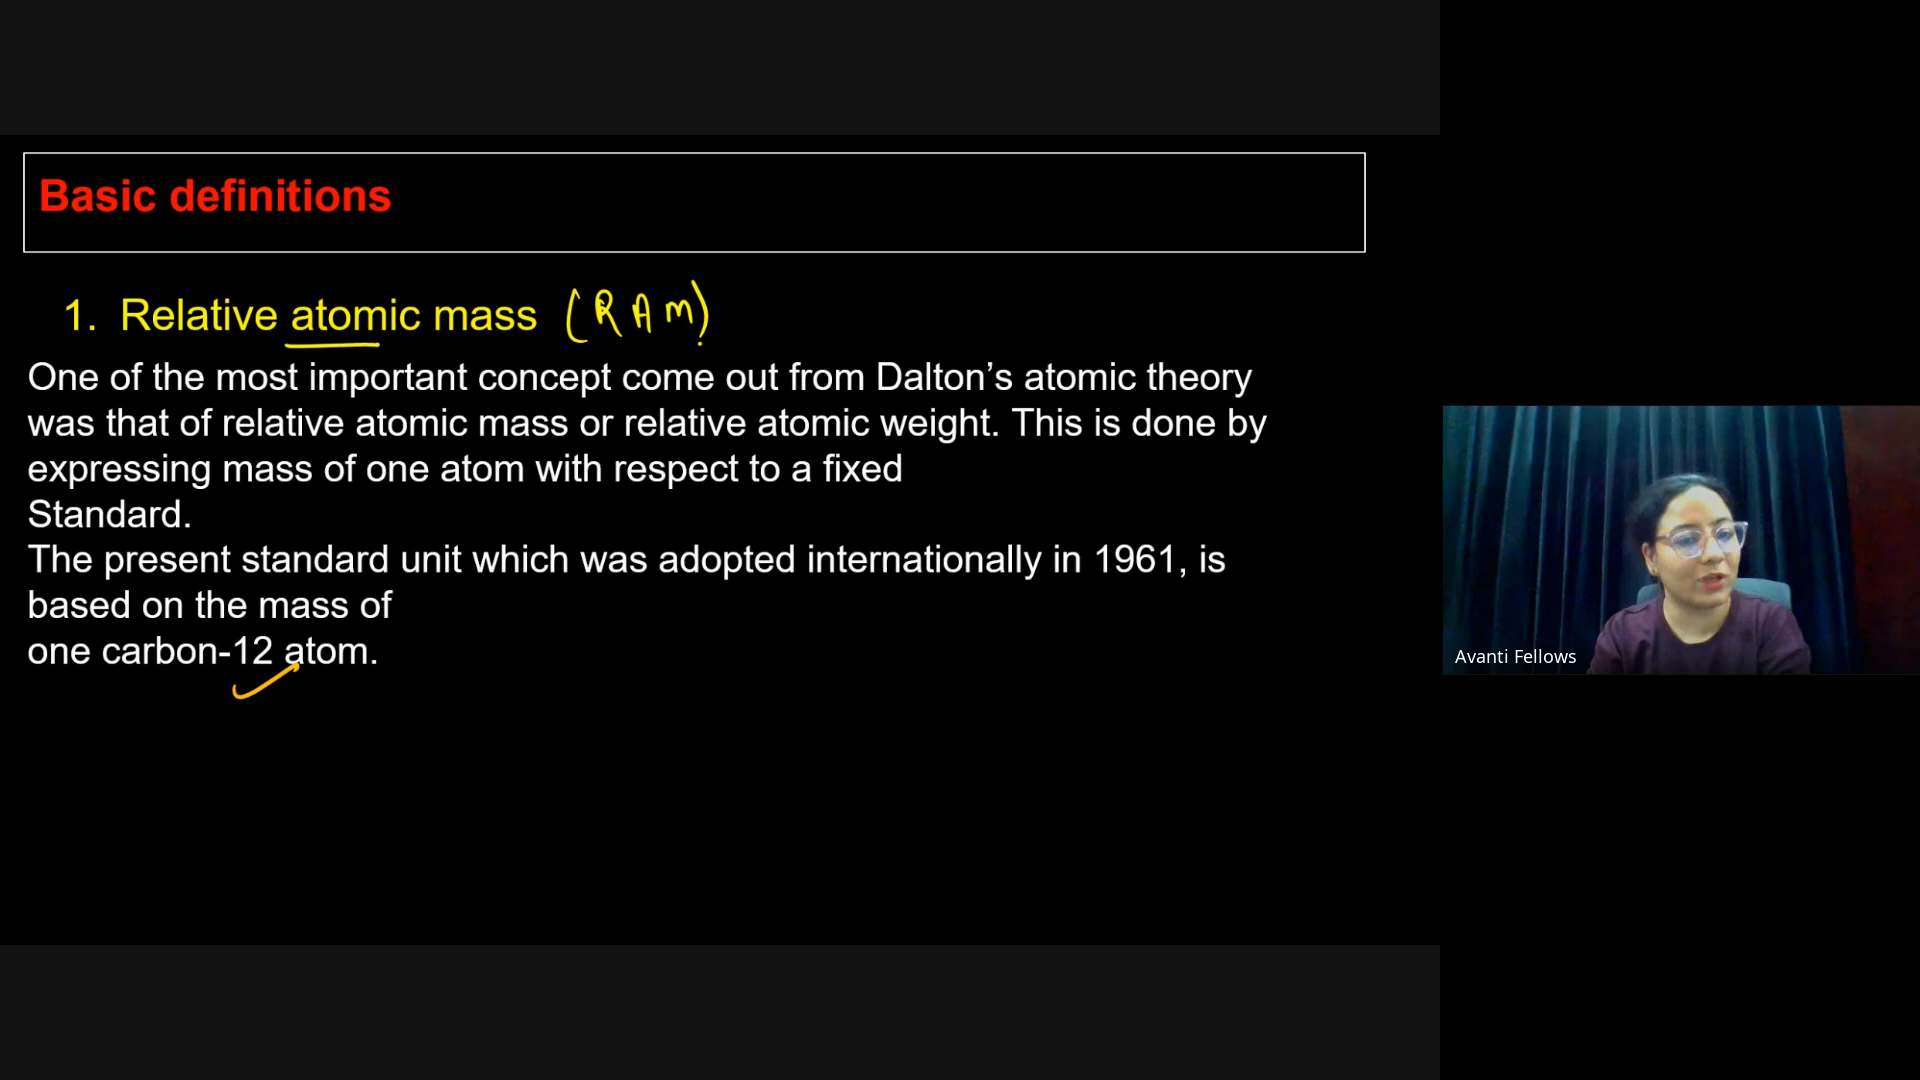 Basic definitions
1. Relative atomic mass (RAM)
One of the most important concept come out from Dalton’s atomic theory
was that of relative atomic mass or relative atomic weight. This is done by
expressing mass of one atom with respect to a fixed
Standard.
The present standard unit which was adopted internationally in 1961, is
based on the mass of
one carbon-12 atom.
Avanti Fellows